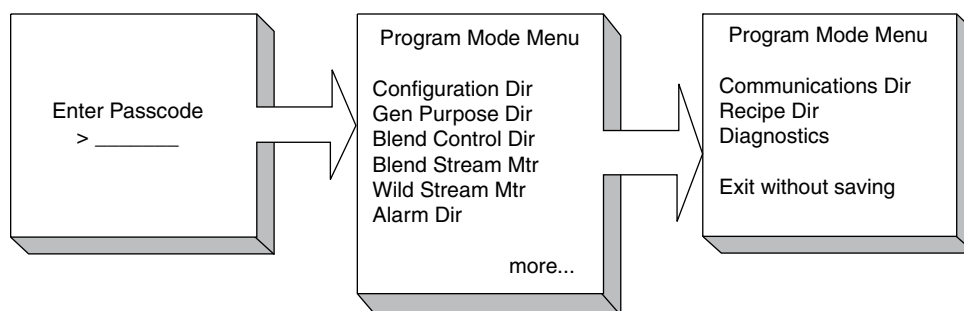 Enter Passcode
> _______
Program Mode Menu
Configuration Dir
Gen Purpose Dir
Blend Control Dir
Blend Stream Mtr
Wild Stream Mtr
Alarm Dir
more...
Program Mode Menu
Communications Dir
Recipe Dir
Diagnostics
Exit without saving